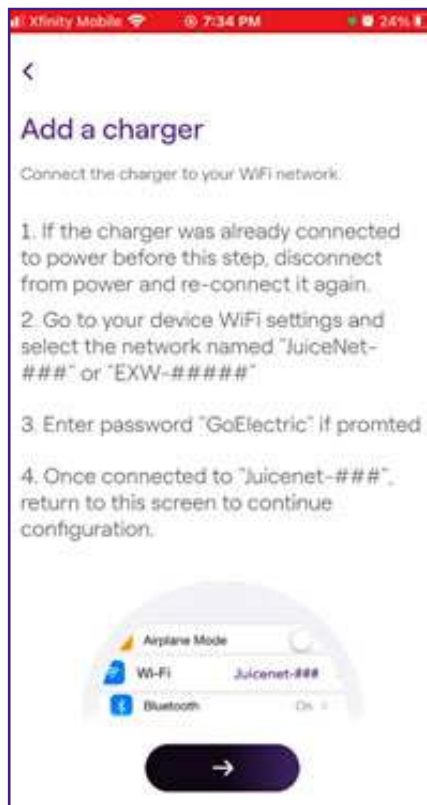 Xfinity Mobile 7:34 PM 24%
Add a charger
Connect the charger to your WiFi network.
1. If the charger was already connected
to power before this step, disconnect
from power and re-connect it again.
2. Go to your device WiFi settings and
select the network named "JuiceNet-
###" or "EXW-#####"
3. Enter password "GoElectric" if promted
4. Once connected to "Juicenet-###",
return to this screen to continue
configuration.
Airplane Mode
Wi-Fi Juicenet-###
Bluetooth On